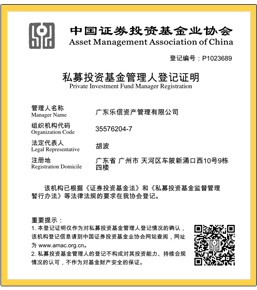 中国证券投资基金业协会
Asset Management Association of China
登记编号：P1023689
私募投资基金管理人登记证明
Private Investment Fund Manager Registration
管理人名称 广东乐信资产管理有限公司
Manager Name
组织机构代码 35576204-7
Organization Code
法定代表人 胡波
Legal Representative
注册地 广东省 广州市 天河区车陂新涌口西10号9栋
Registration Domicile 四楼
该机构已根据《证券投资基金法》和《私募投资基金监督管
理暂行办法》等法律法规的要求在我协会登记。
重要提示：
1. 本登记证明仅作为对私募投资基金管理人登记情况的确认，
该机构登记信息请到中国证券投资基金业协会网站查阅，网址
为 www.amac.org.cn。
2. 私募投资基金管理人的登记不构成对其投资能力、持续合规
情况的认可，不作为对基金财产安全的保证。